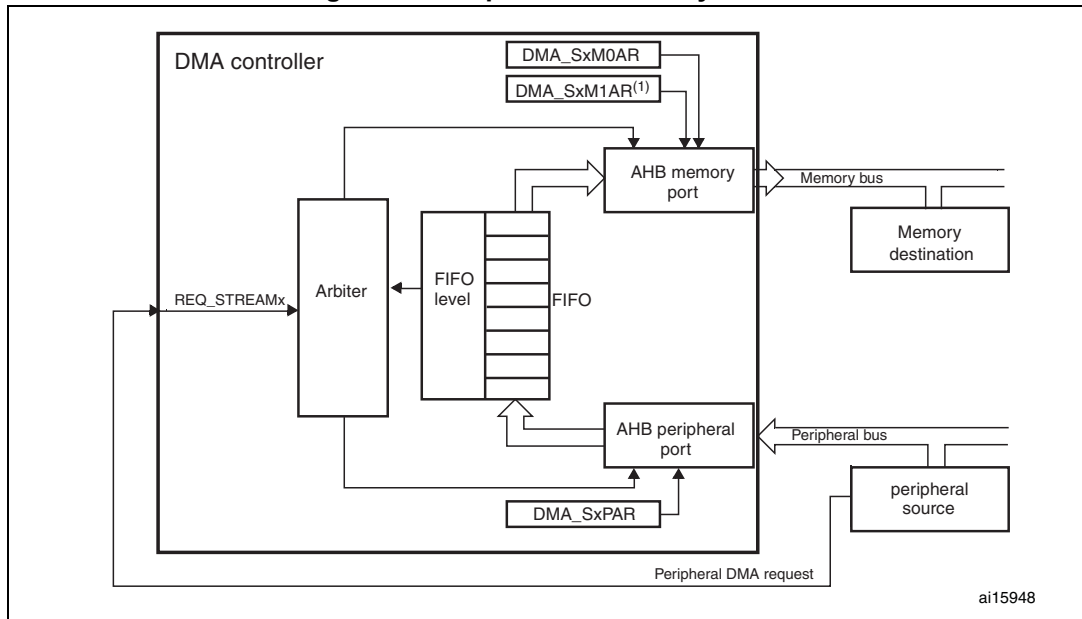 DMA controller
DMA_SxM0AR
DMA_SxM1AR(1)
AHB memory
port
Memory bus
Memory
destination
Arbiter
FIFO
level
FIFO
REQ_STREAMx
AHB peripheral
port
Peripheral bus
peripheral
source
DMA_SxPAR
Peripheral DMA request
ai15948